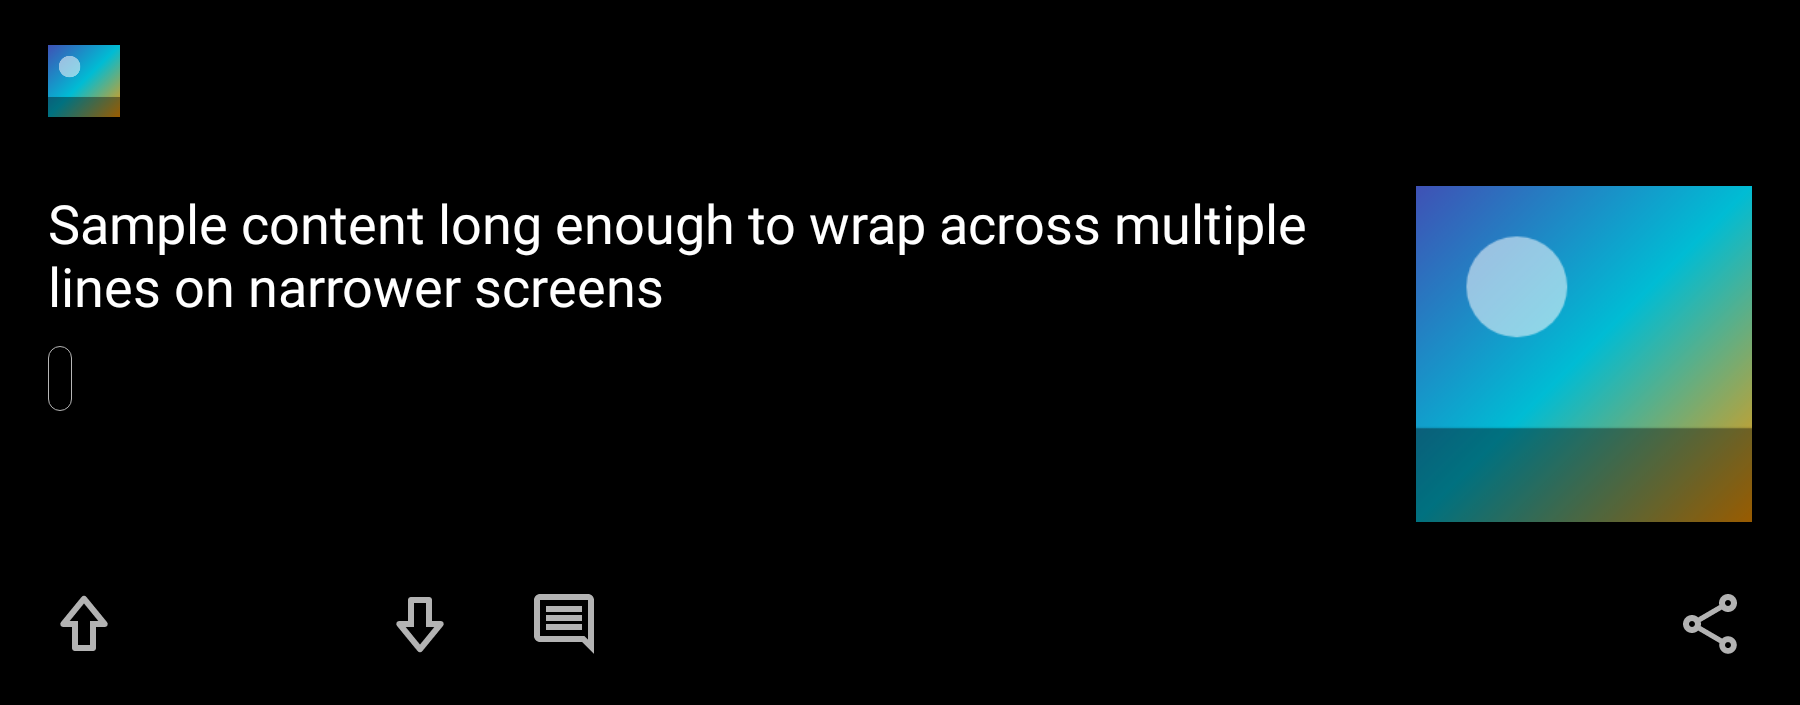 Sample content long enough to wrap across multiple
lines on narrower screens